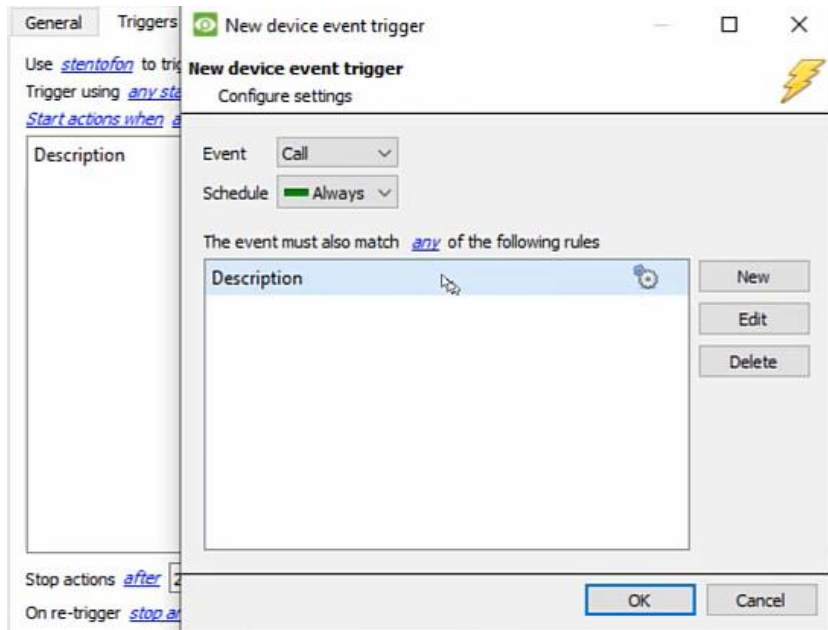 General Triggers
Use stentofon to trig
Trigger using any sta
Start actions when a
Description
Stop actions after 2
On re-trigger stop an
New device event trigger
New device event trigger
Configure settings
Event Call
Schedule Always
The event must also match any of the following rules
Description
New
Edit
Delete
OK Cancel